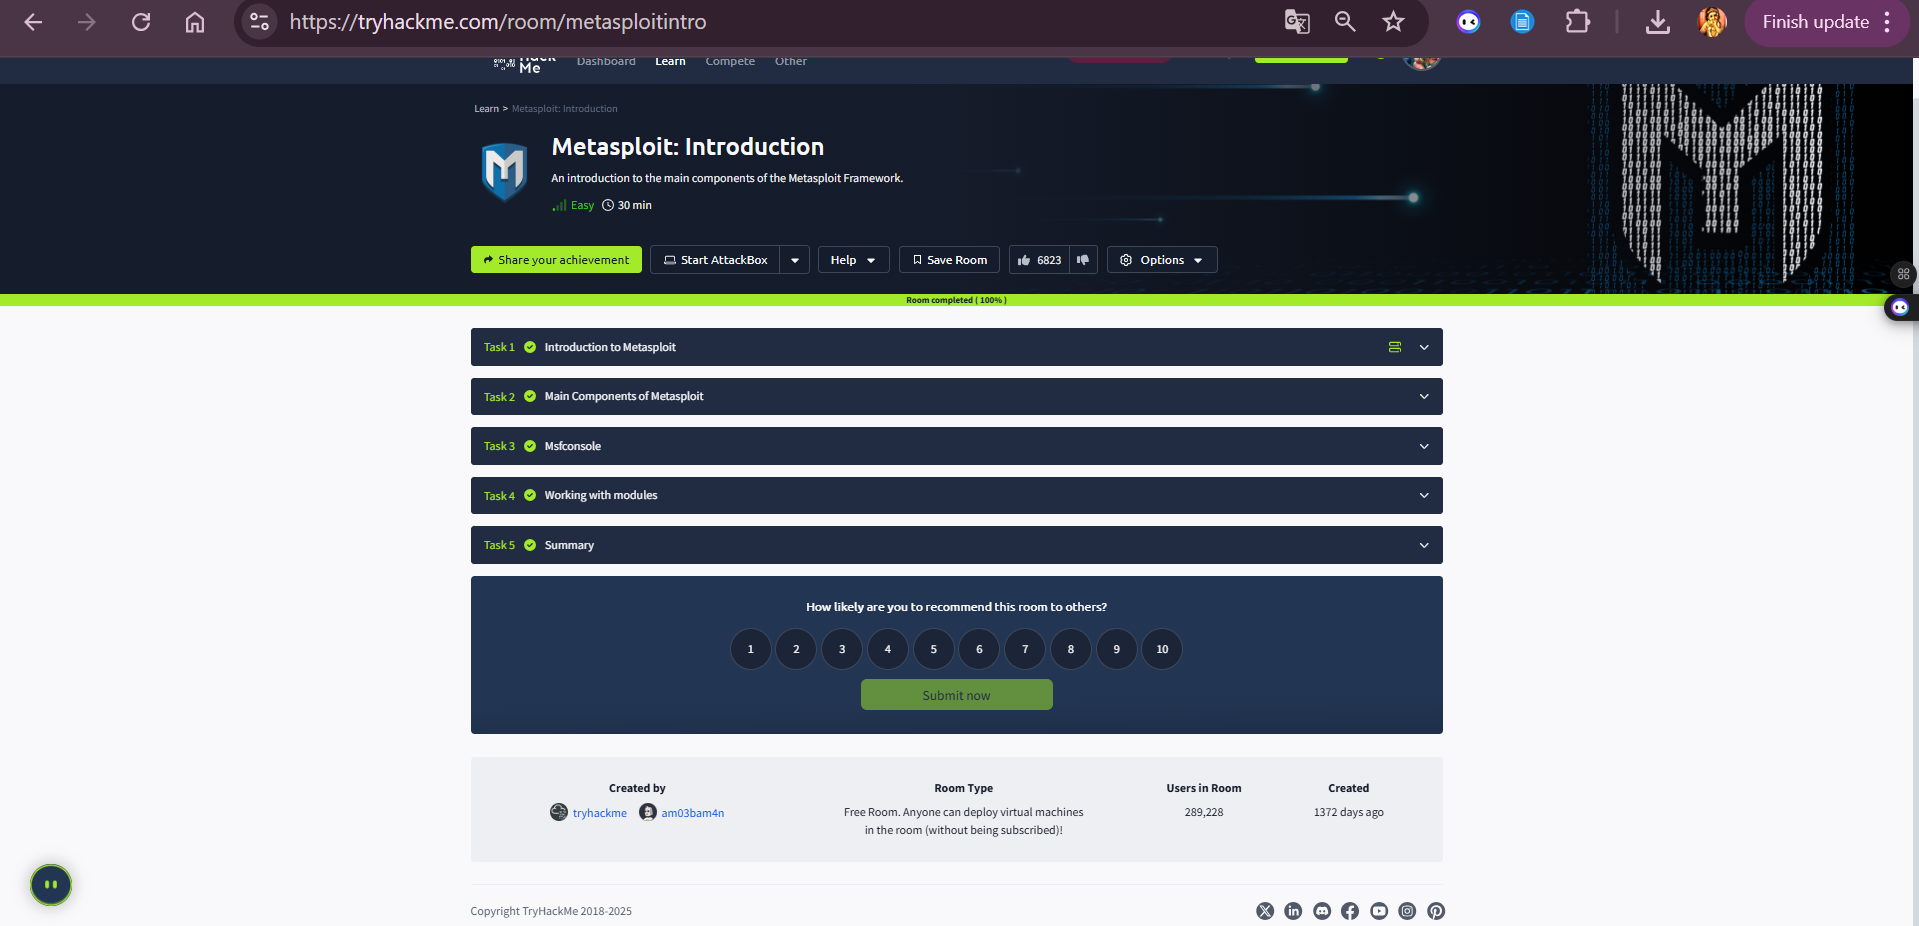 https://tryhackme.com/room/metasploitintro
Finish update
Hack
Me
Dashboard
Learn
Compete
Other
Learn > Metasploit: Introduction
Metasploit: Introduction
An introduction to the main components of the Metasploit Framework.
Easy
30 min
Share your achievement
Start AttackBox
Help
Save Room
6823
Options
Room completed ( 100% )
Task 1 Introduction to Metasploit
Task 2 Main Components of Metasploit
Task 3 Msfconsole
Task 4 Working with modules
Task 5 Summary
How likely are you to recommend this room to others?
1 2 3 4 5 6 7 8 9 10
Submit now
Created by
tryhackme am03bam4n
Room Type
Free Room. Anyone can deploy virtual machines
in the room (without being subscribed)!
Users in Room
289,228
Created
1372 days ago
Copyright TryHackMe 2018-2025